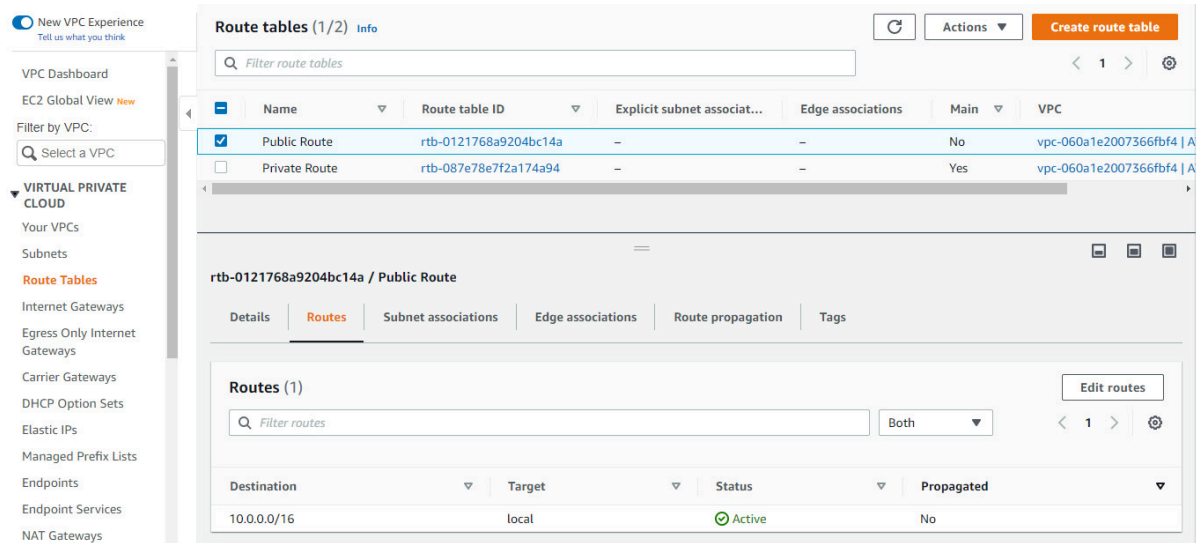 New VPC Experience
Tell us what you think
VPC Dashboard
EC2 Global View New
Filter by VPC:
Select a VPC
VIRTUAL PRIVATE
CLOUD
Your VPCs
Subnets
Route Tables
Internet Gateways
Egress Only Internet
Gateways
Carrier Gateways
DHCP Option Sets
Elastic IPs
Managed Prefix Lists
Endpoints
Endpoint Services
NAT Gateways
Route tables (1/2) Info
Actions
Create route table
Filter route tables
1
Name Route table ID Explicit subnet associat... Edge associations Main VPC
Public Route rtb-0121768a9204bc14a – – No vpc-060a1e2007366fbf4 | A
Private Route rtb-087e78e7f2a174a94 – – Yes vpc-060a1e2007366fbf4 | A
rtb-0121768a9204bc14a / Public Route
Details Routes Subnet associations Edge associations Route propagation Tags
Routes (1)
Edit routes
Filter routes
Both
1
Destination Target Status Propagated
10.0.0.0/16 local Active No